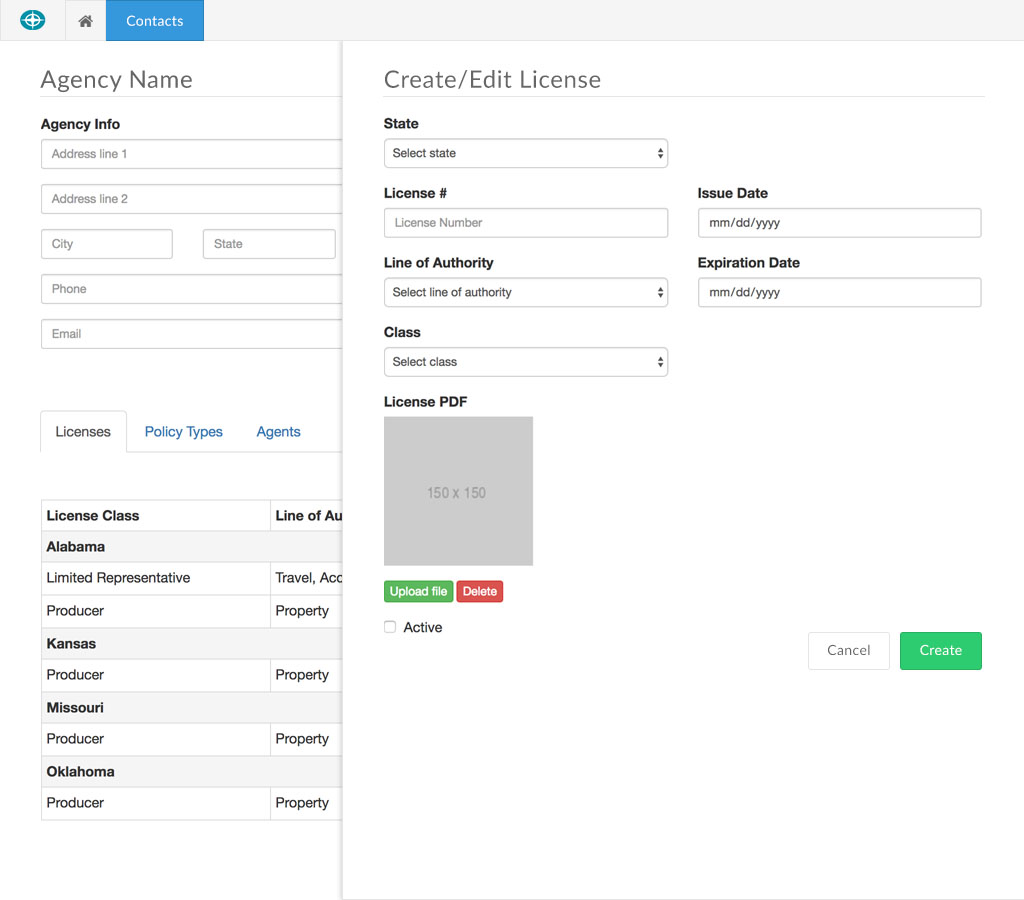 Contacts
Agency Name
Agency Info
Address line 1
Address line 2
City State
Phone
Email
Licenses Policy Types Agents
License Class Line of Au
Alabama
Limited Representative Travel, Acc
Producer Property
Kansas
Producer Property
Missouri
Producer Property
Oklahoma
Producer Property
Create/Edit License
State
Select state
License # Issue Date
License Number mm/dd/yyyy
Line of Authority Expiration Date
Select line of authority mm/dd/yyyy
Class
Select class
License PDF
150 x 150
Upload file Delete
Active
Cancel Create